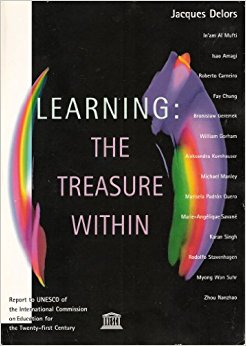 Jacques Delors
In'am Al Mufti
Isao Amagi
Roberto Carneiro
Fay Chung
Bronislaw Geremek
William Gorham
Aleksandra Kornhauser
Michael Manley
Marisela Padrón Quero
Marie-Angélique Savané
Karan Singh
Rodolfo Stavenhagen
Myong Won Suhr
Zhou Nanzhao
LEARNING:
THE
TREASURE
WITHIN
Report to UNESCO of
the International Commission
on Education for
the Twenty-first Century
UNESCO